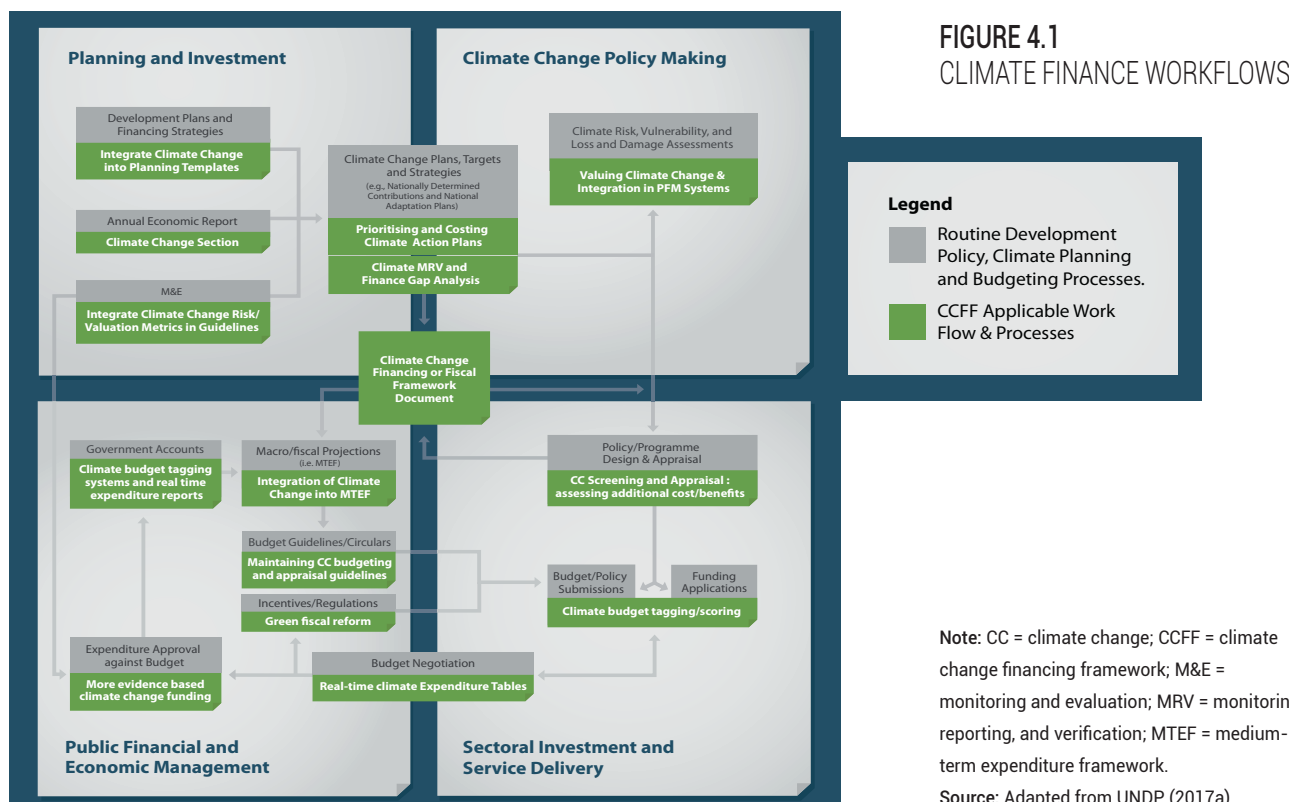 FIGURE 4.1
CLIMATE FINANCE WORKFLOWS
Planning and Investment
Development Plans and
Financing Strategies
Integrate Climate Change
into Planning Templates
Annual Economic Report
Climate Change Section
M&E
Integrate Climate Change Risk/
Valuation Metrics in Guidelines
Climate Change Plans, Targets
and Strategies
(e.g., Nationally Determined
Contributions and National
Adaptation Plans)
Prioritising and Costing
Climate Action Plans
Climate MRV and
Finance Gap Analysis
Climate Change Policy Making
Climate Risk, Vulnerability, and
Loss and Damage Assessments
Valuing Climate Change &
Integration in PFM Systems
Legend
Routine Development
Policy, Climate Planning
and Budgeting Processes.
CCFF Applicable Work
Flow & Processes
Climate Change
Financing or Fiscal
Framework
Document
Government Accounts
Climate budget tagging
systems and real time
expenditure reports
Macro/fiscal Projections
(i.e. MTEF)
Integration of Climate
Change into MTEF
Budget Guidelines/Circulars
Maintaining CC budgeting
and appraisal guidelines
Incentives/Regulations
Green fiscal reform
Expenditure Approval
against Budget
More evidence based
climate change funding
Budget Negotiation
Real-time climate Expenditure Tables
Public Financial and
Economic Management
Policy/Programme
Design & Appraisal
CC Screening and Appraisal :
assessing additional cost/benefits
Budget/Policy
Submissions
Funding
Applications
Climate budget tagging/scoring
Sectoral Investment and
Service Delivery
Note: CC = climate change; CCFF = climate
change financing framework; M&E =
monitoring and evaluation; MRV = monitorin
reporting, and verification; MTEF = medium-
term expenditure framework.
Source: Adapted from UNDP (2017a)